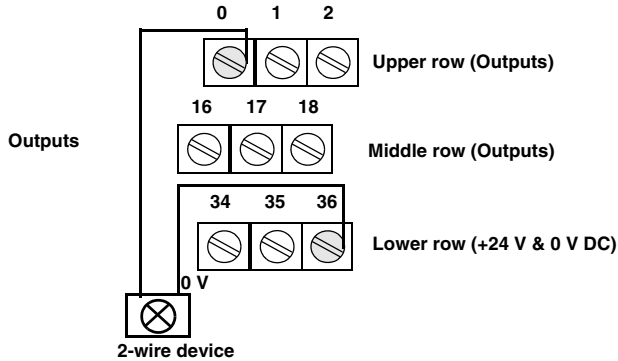 0 1 2
Upper row (Outputs)
16 17 18
Outputs
Middle row (Outputs)
34 35 36
Lower row (+24 V & 0 V DC)
0 V
2-wire device